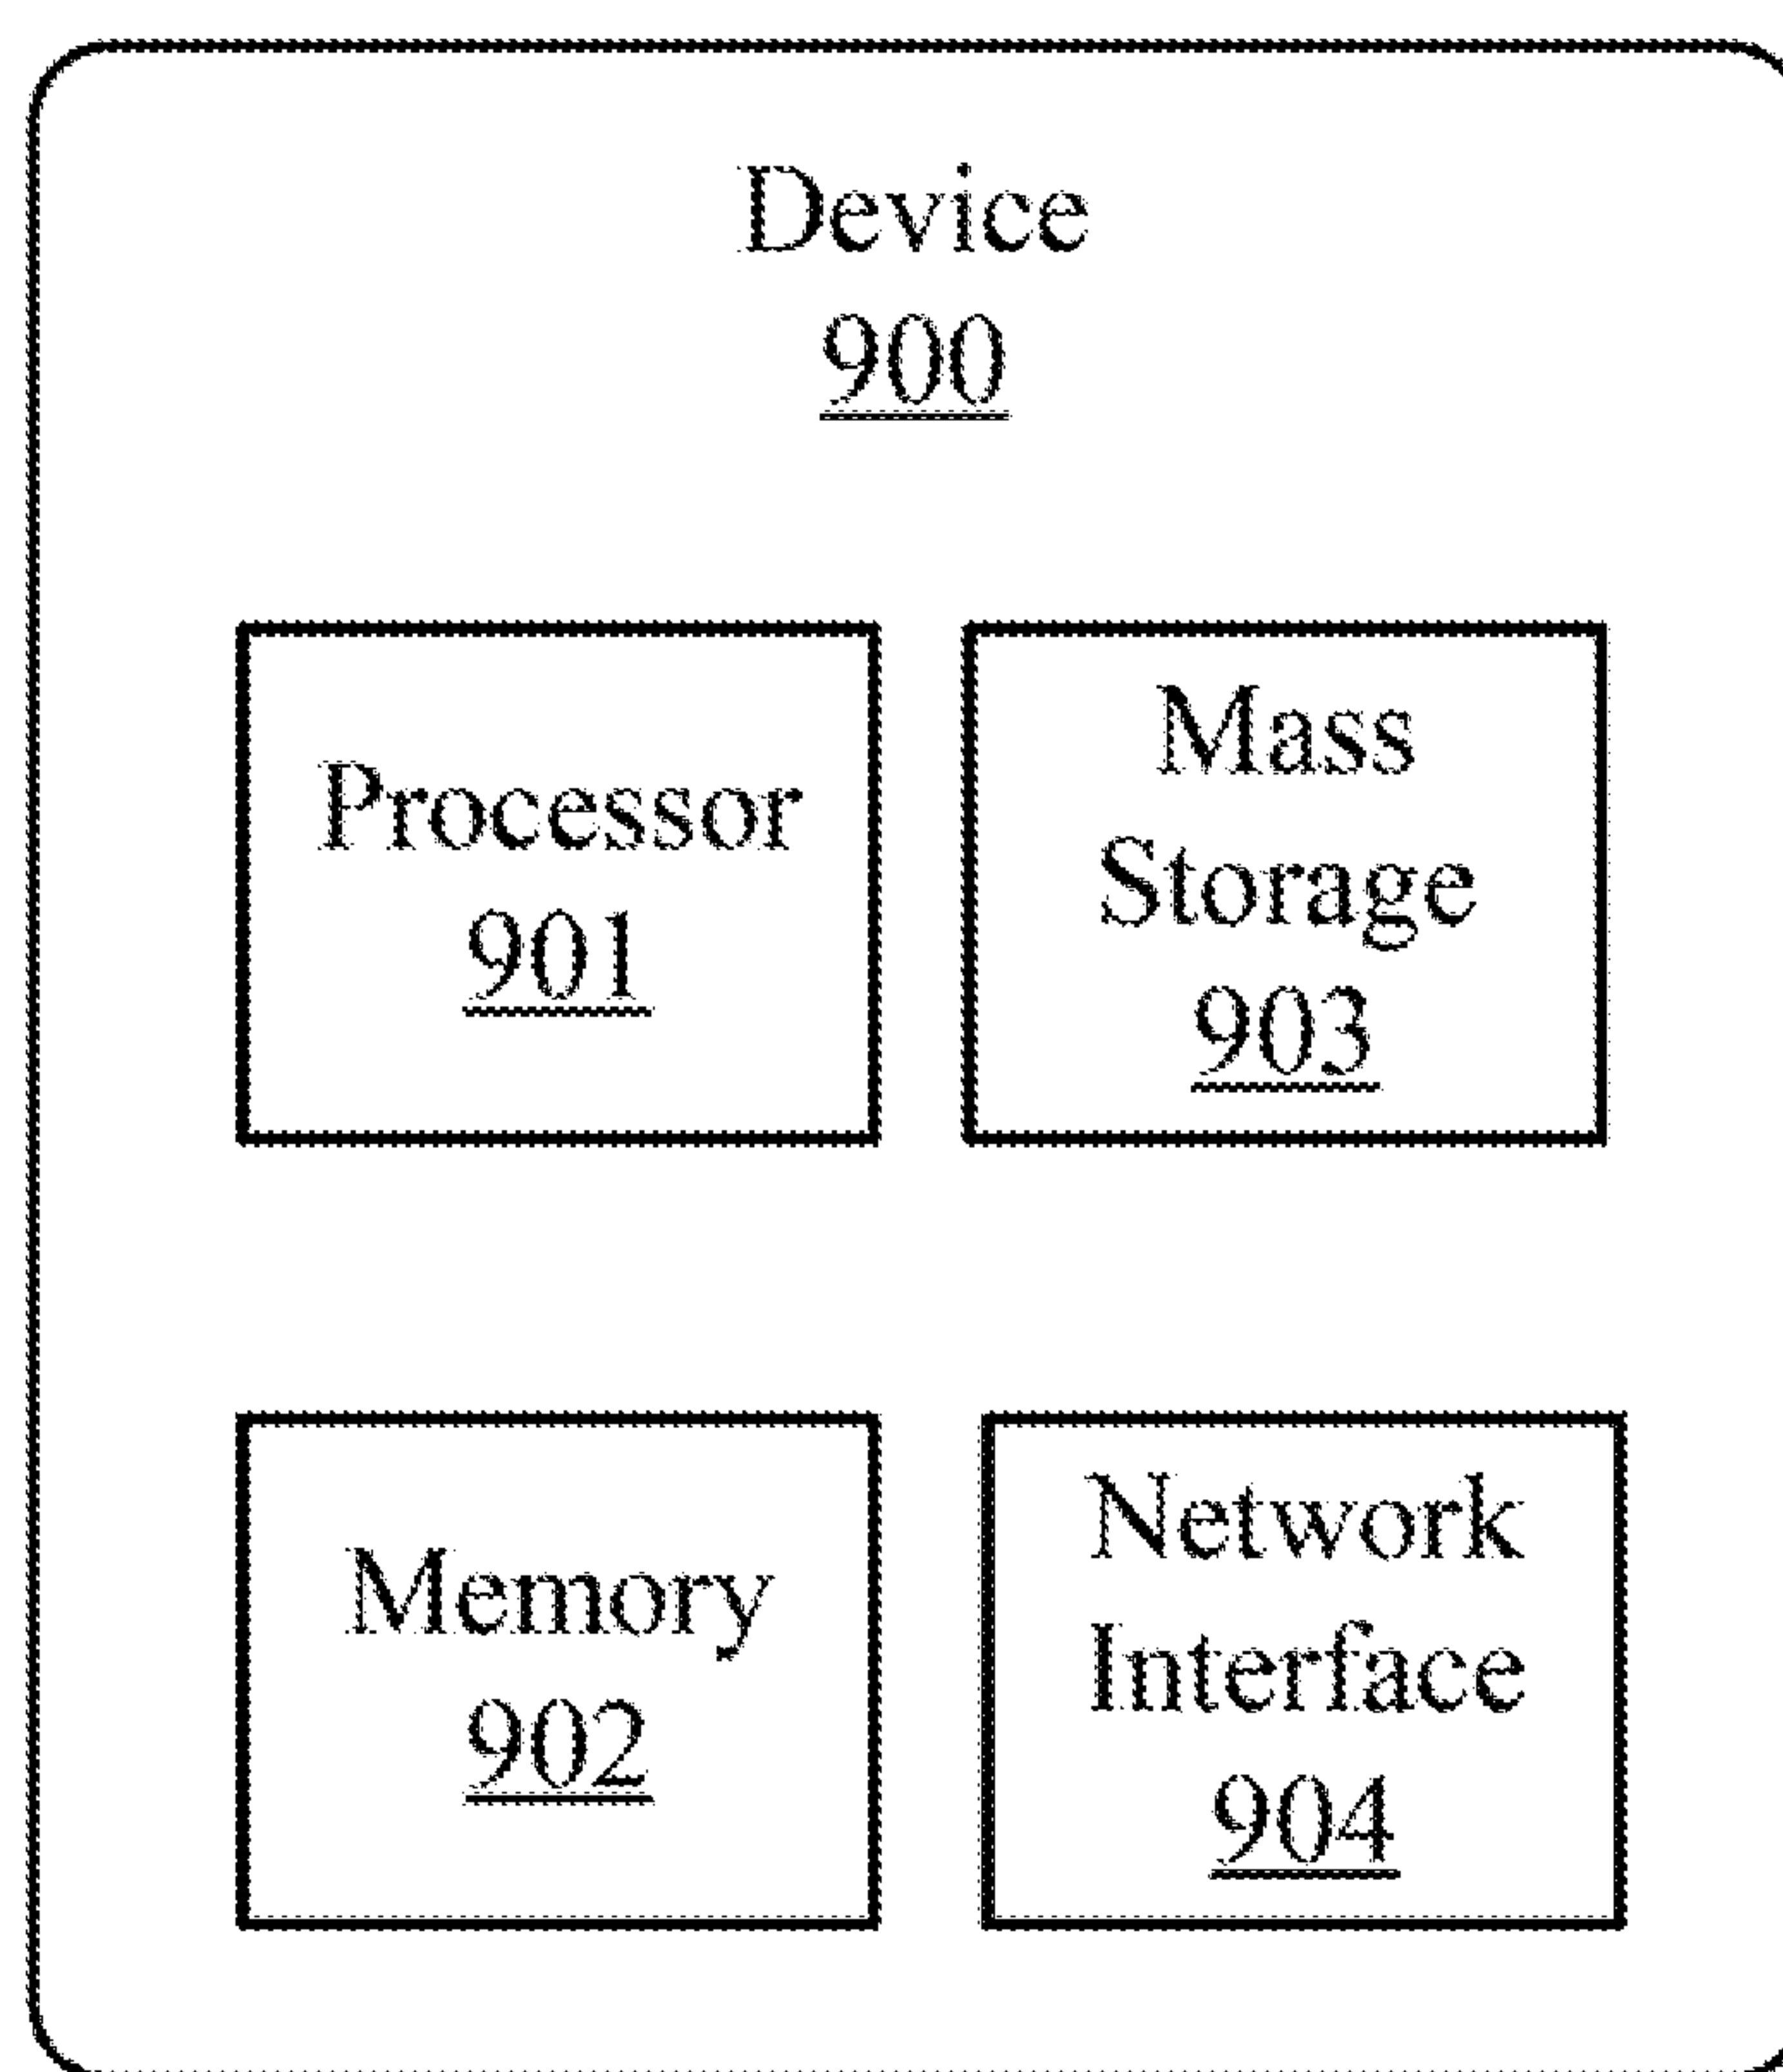 Device
900
Processor
901
Mass
Storage
903
Memory
902
Network
Interface
904